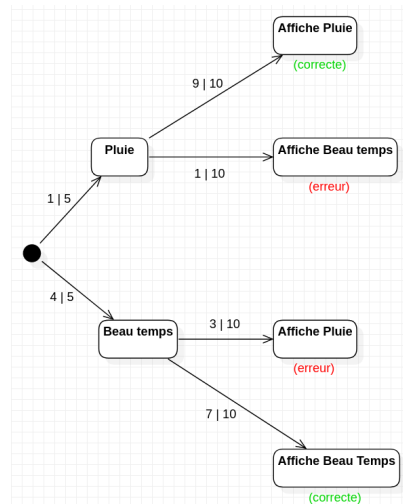 Affiche Pluie
(correcte)
9 | 10
Pluie
Affiche Beau temps
1 | 10
(erreur)
1 | 5
4 | 5
Beau temps
3 | 10
Affiche Pluie
(erreur)
7 | 10
Affiche Beau Temps
(correcte)